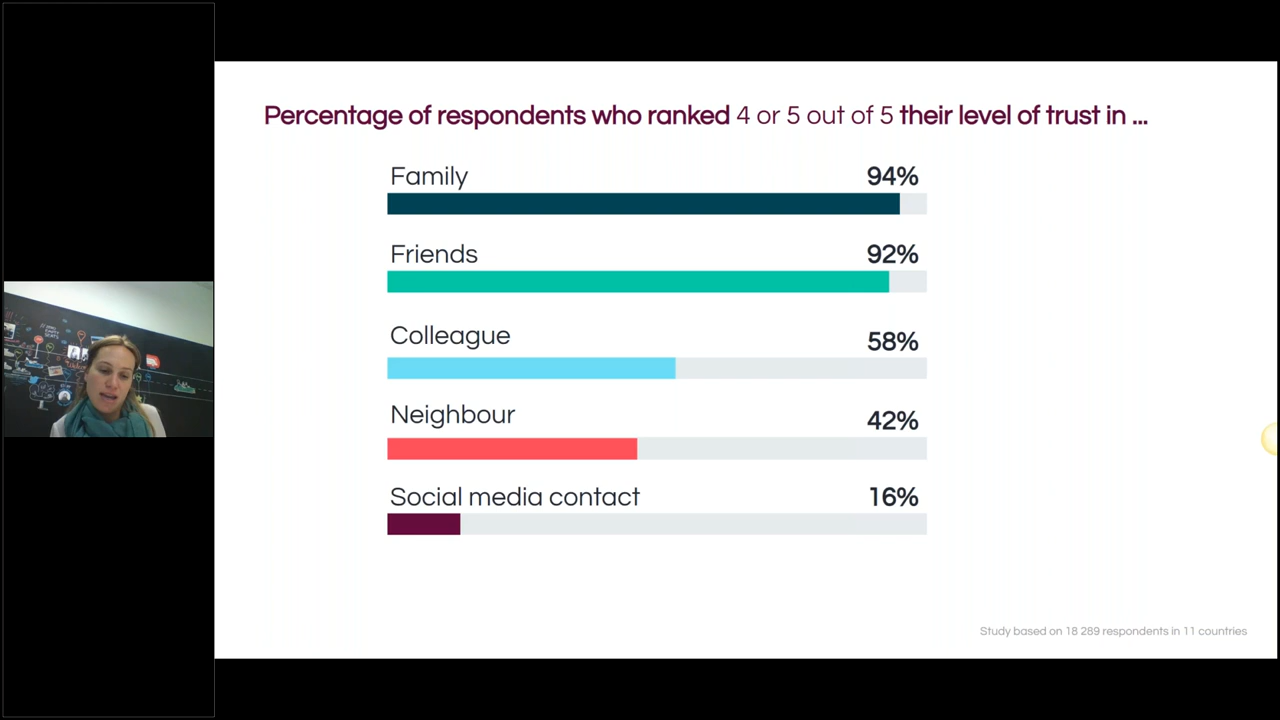 Percentage of respondents who ranked 4 or 5 out of 5 their level of trust in ...
Family 94%
Friends 92%
Colleague 58%
Neighbour 42%
Social media contact 16%
Study based on 18 289 respondents in 11 countries